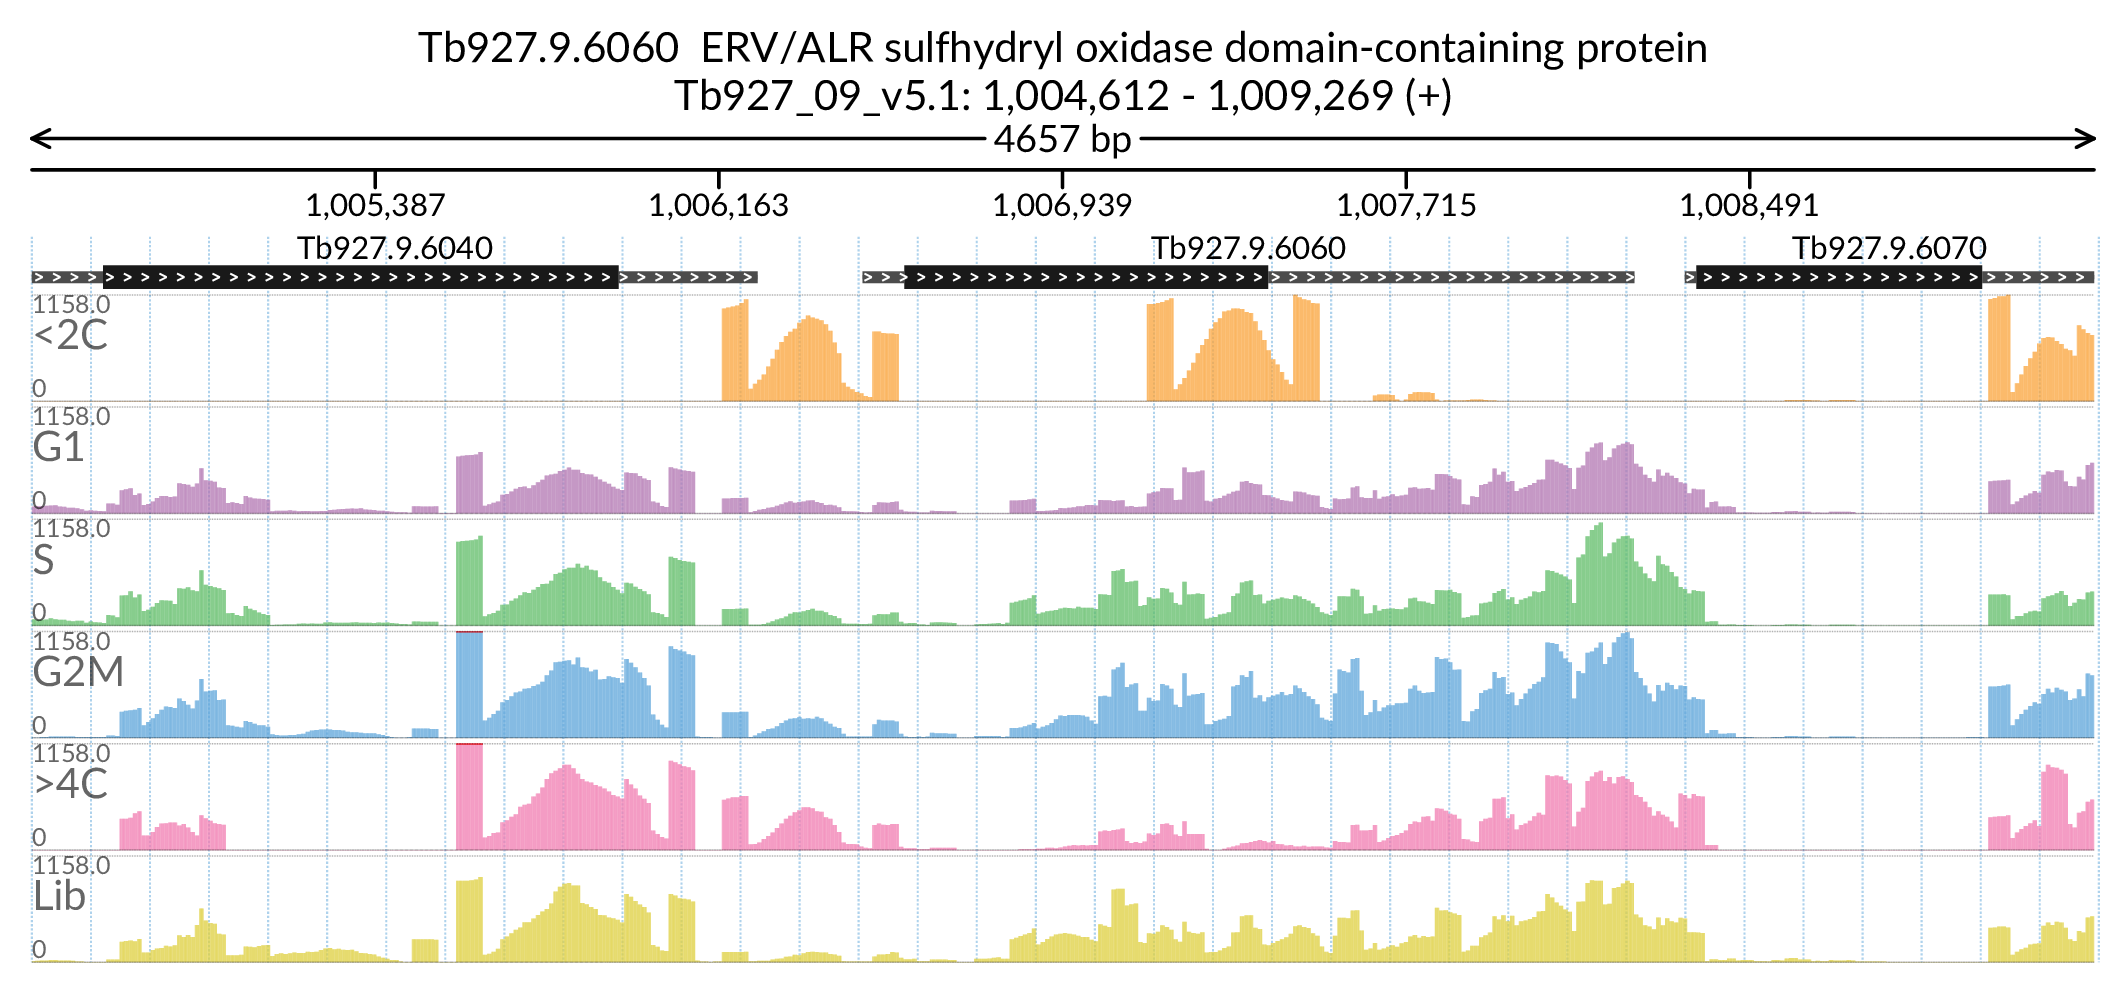 Tb927.9.6060  ERV/ALR sulfhydryl oxidase domain-containing protein
Tb927_09_v5.1: 1,004,612 - 1,009,269 (+)
4657 bp
1,005,387 1,006,163 1,006,939 1,007,715 1,008,491
Tb927.9.6040 Tb927.9.6060 Tb927.9.6070
1158.0
<2C
0
1158.0
G1
0
1158.0
S
0
1158.0
G2M
0
1158.0
>4C
0
1158.0
Lib
0